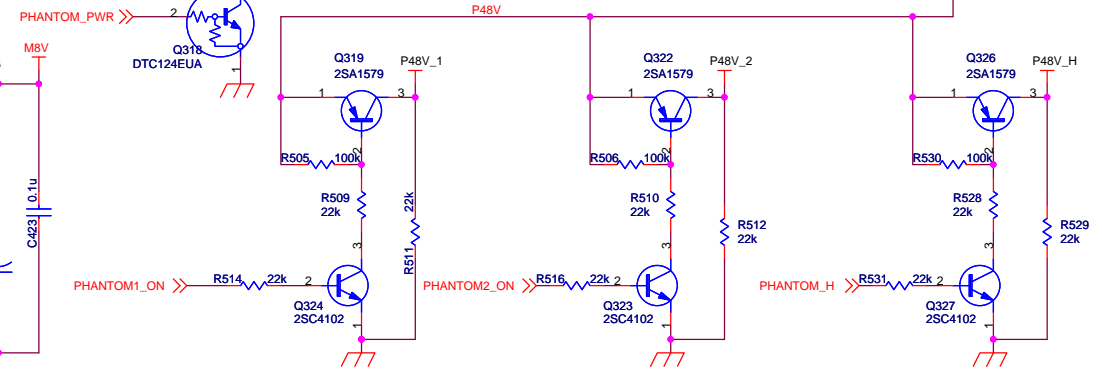 P48V
PHANTOM_PWR
2
Q318
DTC124EUA
1
M8V
0.1u
C423
Q319
2SA1579
P48V_1
1
3
2
R505
100k
R509
22k
22k
R511
3
PHANTOM1_ON
R514
22k
2
Q324
2SC4102
1
Q322
2SA1579
P48V_2
1
3
2
R506
100k
R510
22k
R512
22k
3
PHANTOM2_ON
R516
22k
2
Q323
2SC4102
1
Q326
2SA1579
P48V_H
1
3
2
R530
100k
R528
22k
R529
22k
3
PHANTOM_H
R531
22k
2
Q327
2SC4102
1